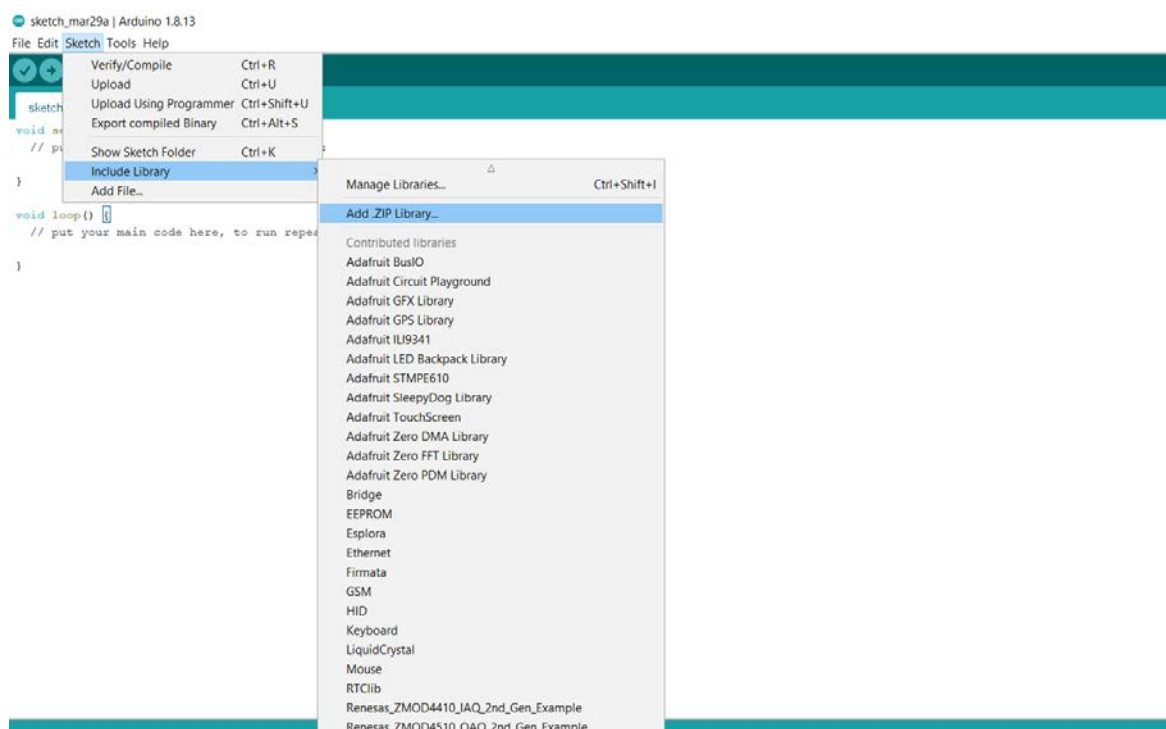 sketch_mar29a | Arduino 1.8.13
File Edit Sketch Tools Help
Verify/Compile Ctrl+R
Upload Ctrl+U
Upload Using Programmer Ctrl+Shift+U
Export compiled Binary Ctrl+Alt+S
Show Sketch Folder Ctrl+K
Include Library
Add File...
sketch
void se
// pu
}
void loop() {
// put your main code here, to run repea
}
Manage Libraries... Ctrl+Shift+I
Add .ZIP Library...
Contributed libraries
Adafruit BusIO
Adafruit Circuit Playground
Adafruit GFX Library
Adafruit GPS Library
Adafruit ILI9341
Adafruit LED Backpack Library
Adafruit STMPE610
Adafruit SleepyDog Library
Adafruit TouchScreen
Adafruit Zero DMA Library
Adafruit Zero FFT Library
Adafruit Zero PDM Library
Bridge
EEPROM
Esplora
Ethernet
Firmata
GSM
HID
Keyboard
LiquidCrystal
Mouse
RTClib
Renesas_ZMOD4410_IAQ_2nd_Gen_Example
Renesas_ZMOD4510_OAQ_2nd_Gen_Example